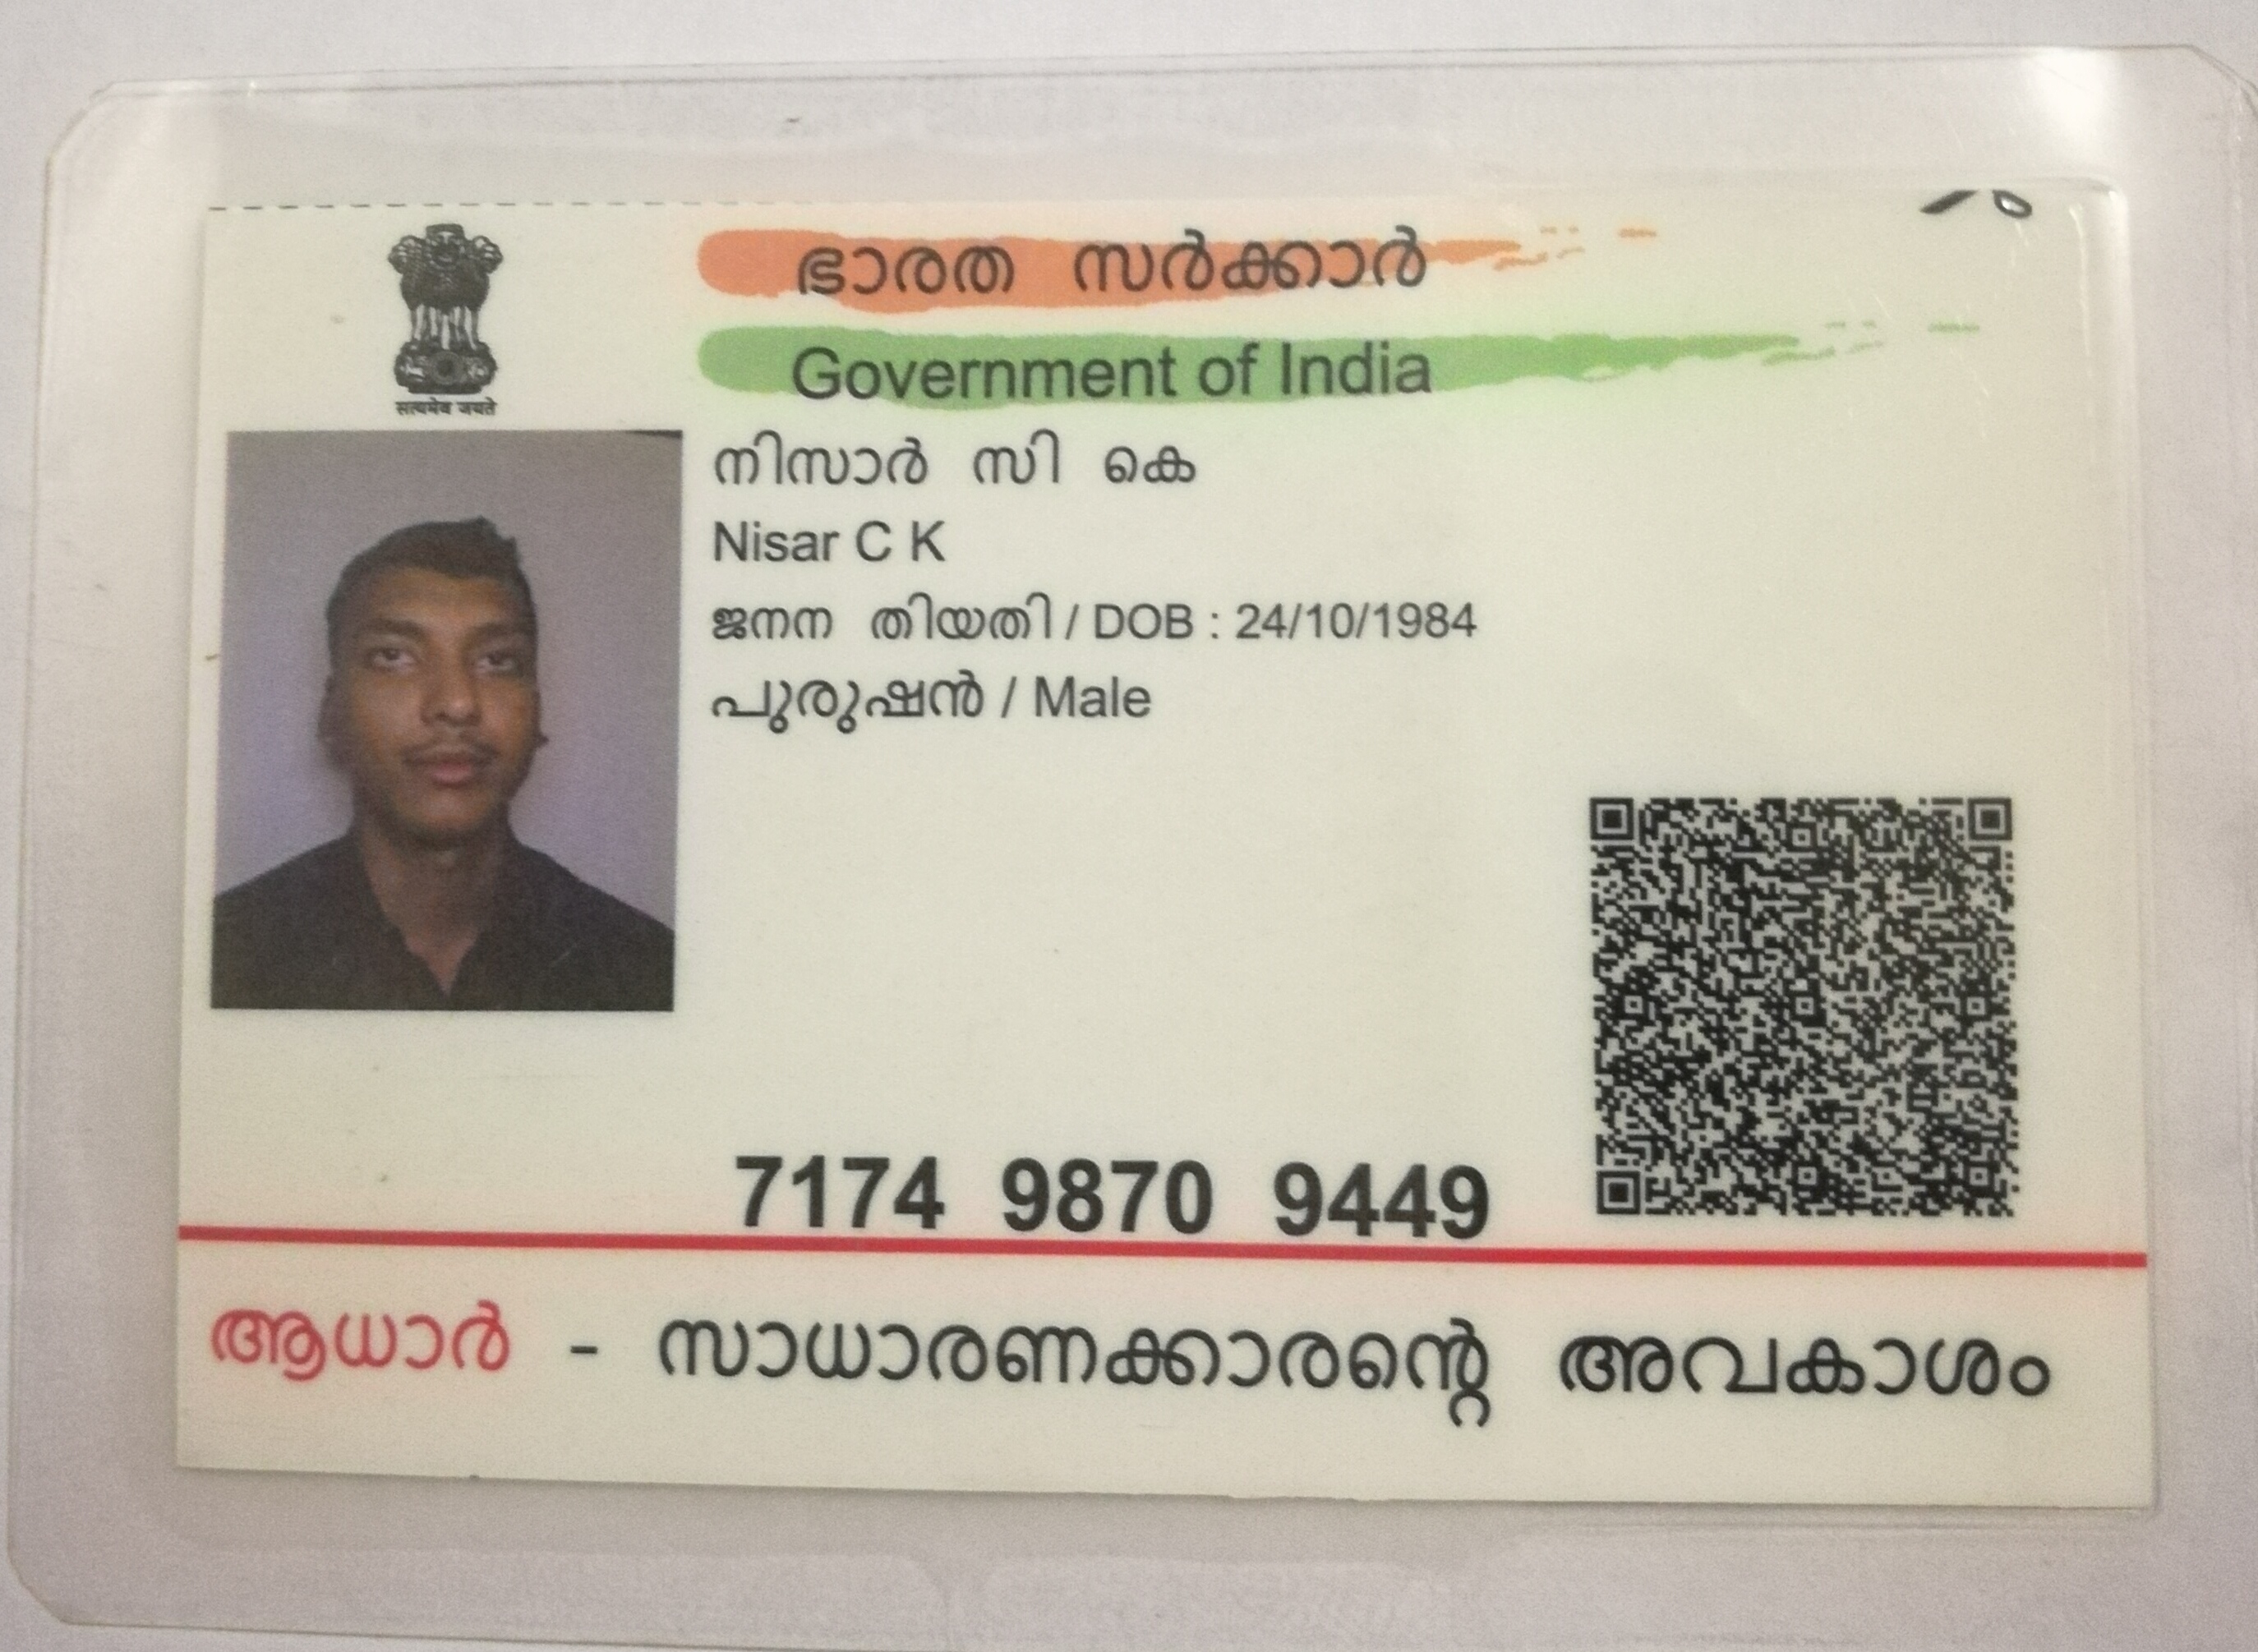 ഭാരത സർക്കാർ
Government of India
सत्यमेव जयते
നിസാർ സി കെ
Nisar C K
ജനന തിയതി / DOB : 24/10/1984
പുരുഷൻ / Male
7174 9870 9449
ആധാർ - സാധാരണക്കാരന്റെ അവകാശം